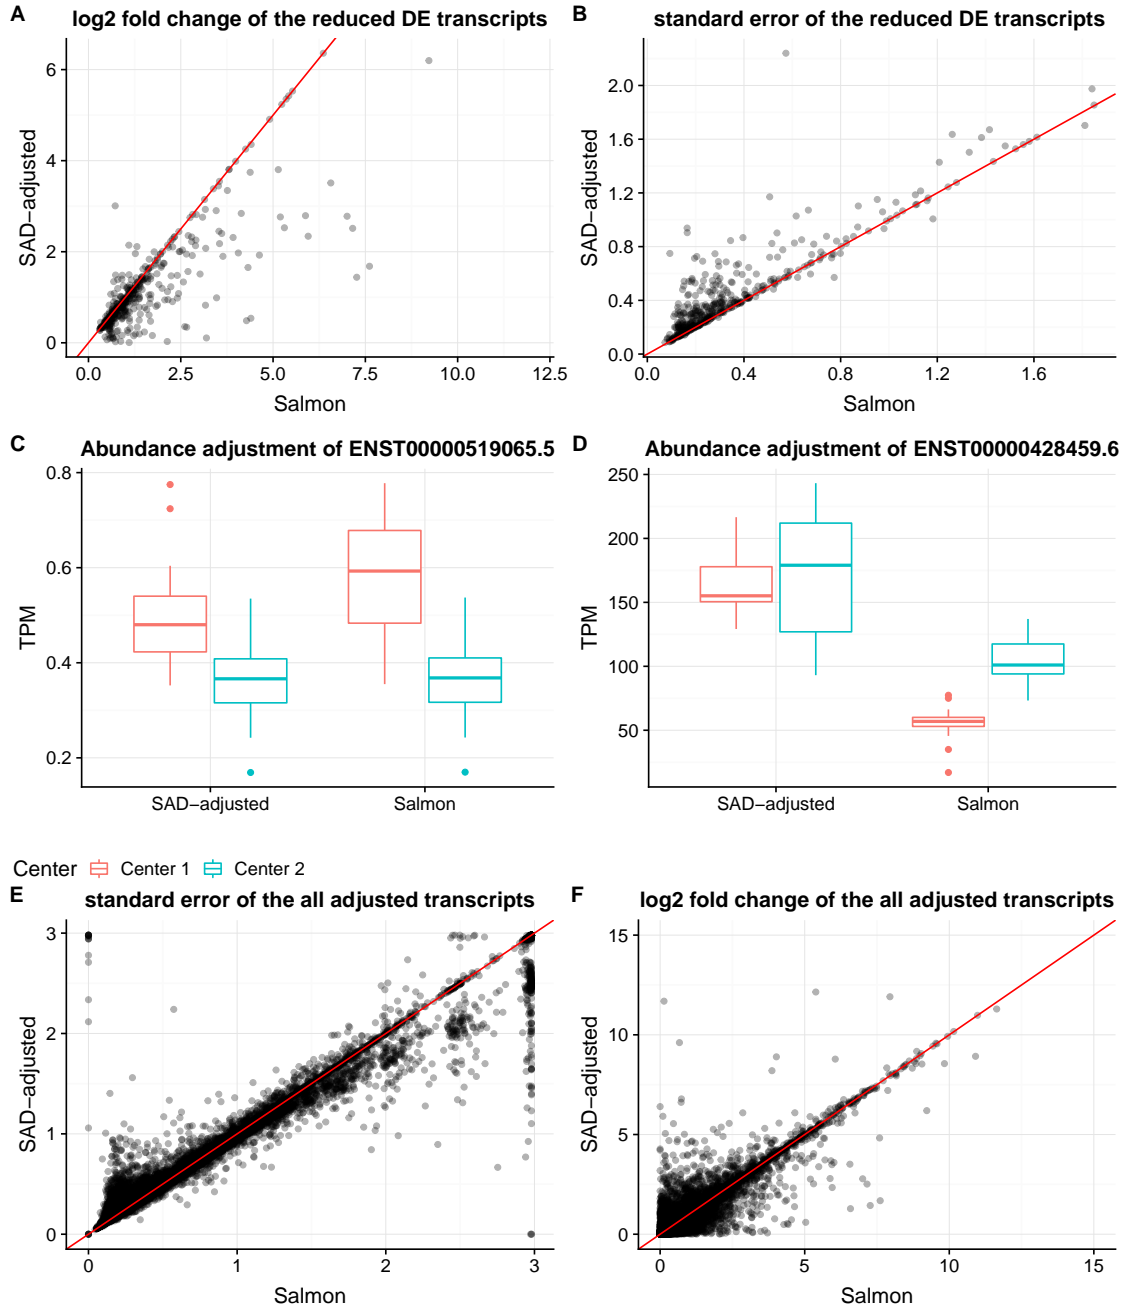 A
log2 fold change of the reduced DE transcripts
SAD−adjusted
6
4
2
0
0.0
2.5
5.0
7.5
10.0
12.5
Salmon
B
standard error of the reduced DE transcripts
SAD−adjusted
2.0
1.6
1.2
0.8
0.4
0.0
0.0
0.4
0.8
1.2
1.6
Salmon
C
Abundance adjustment of ENST00000519065.5
TPM
0.8
0.6
0.4
0.2
SAD−adjusted
Salmon
D
Abundance adjustment of ENST00000428459.6
TPM
250
200
150
100
50
SAD−adjusted
Salmon
Center
Center 1
Center 2
E
standard error of the all adjusted transcripts
SAD−adjusted
3
2
1
0
0
1
2
3
Salmon
F
log2 fold change of the all adjusted transcripts
SAD−adjusted
15
10
5
0
0
5
10
15
Salmon